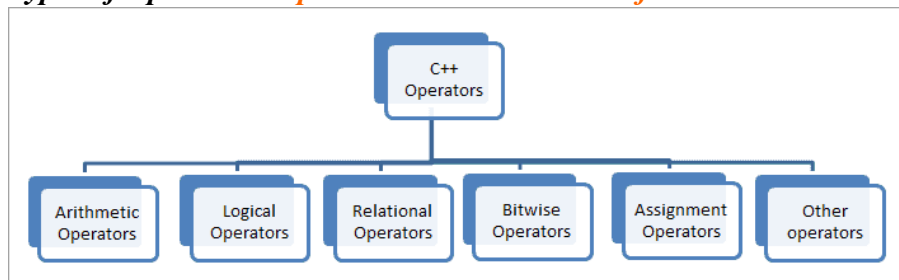 C++
Operators
Arithmetic
Operators
Logical
Operators
Relational
Operators
Bitwise
Operators
Assignment
Operators
Other
operators